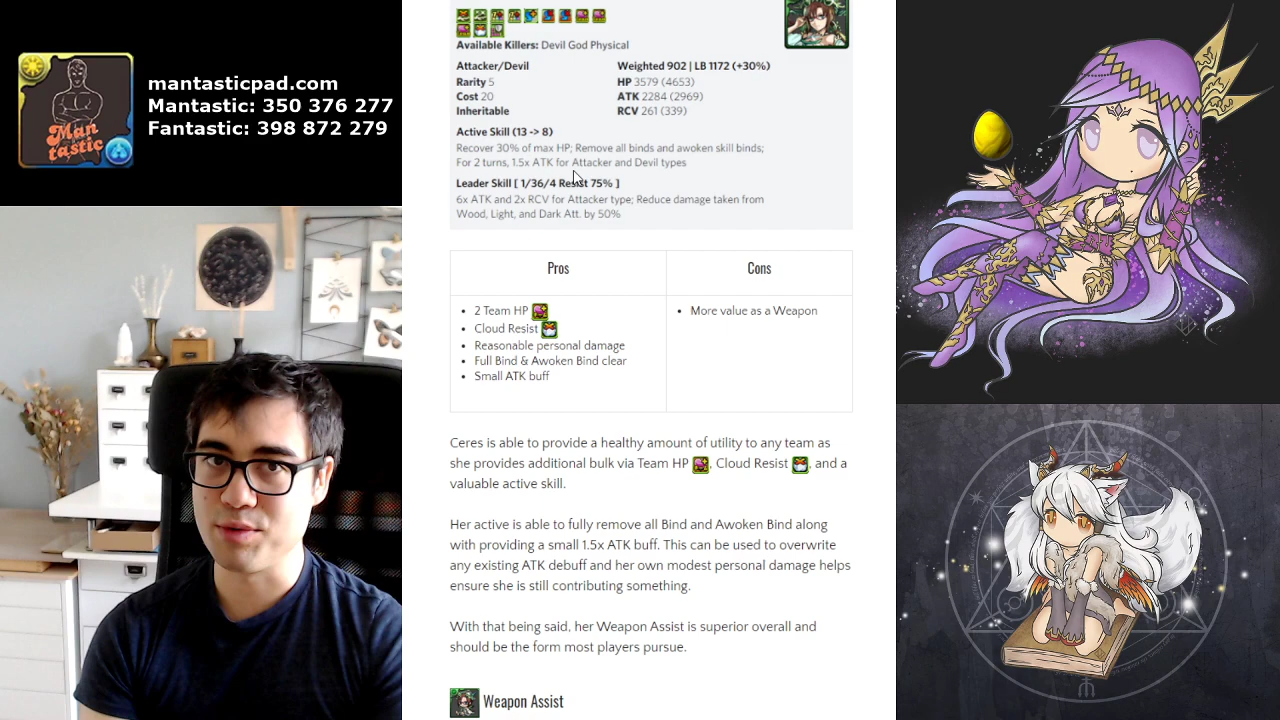 Man
tastic
mantasticpad.com
Mantastic: 350 376 277
Fantastic: 398 872 279
Available Killers: Devil God Physical
Attacker/Devil
Weighted 902 | LB 1172 (+30%)
Rarity 5
HP 3579 (4653)
Cost 20
ATK 2284 (2969)
Inheritable
RCV 261 (339)
Active Skill (13 -> 8)
Recover 30% of max HP; Remove all binds and awoken skill binds;
For 2 turns, 1.5x ATK for Attacker and Devil types
Leader Skill [ 1/36/4 Resist 75% ]
6x ATK and 2x RCV for Attacker type; Reduce damage taken from
Wood, Light, and Dark Att. by 50%
Pros
Cons
2 Team HP
Cloud Resist
Reasonable personal damage
Full Bind & Awoken Bind clear
Small ATK buff
More value as a Weapon
Ceres is able to provide a healthy amount of utility to any team as
she provides additional bulk via Team HP , Cloud Resist , and a
valuable active skill.
Her active is able to fully remove all Bind and Awoken Bind along
with providing a small 1.5x ATK buff. This can be used to overwrite
any existing ATK debuff and her own modest personal damage helps
ensure she is still contributing something.
With that being said, her Weapon Assist is superior overall and
should be the form most players pursue.
Weapon Assist